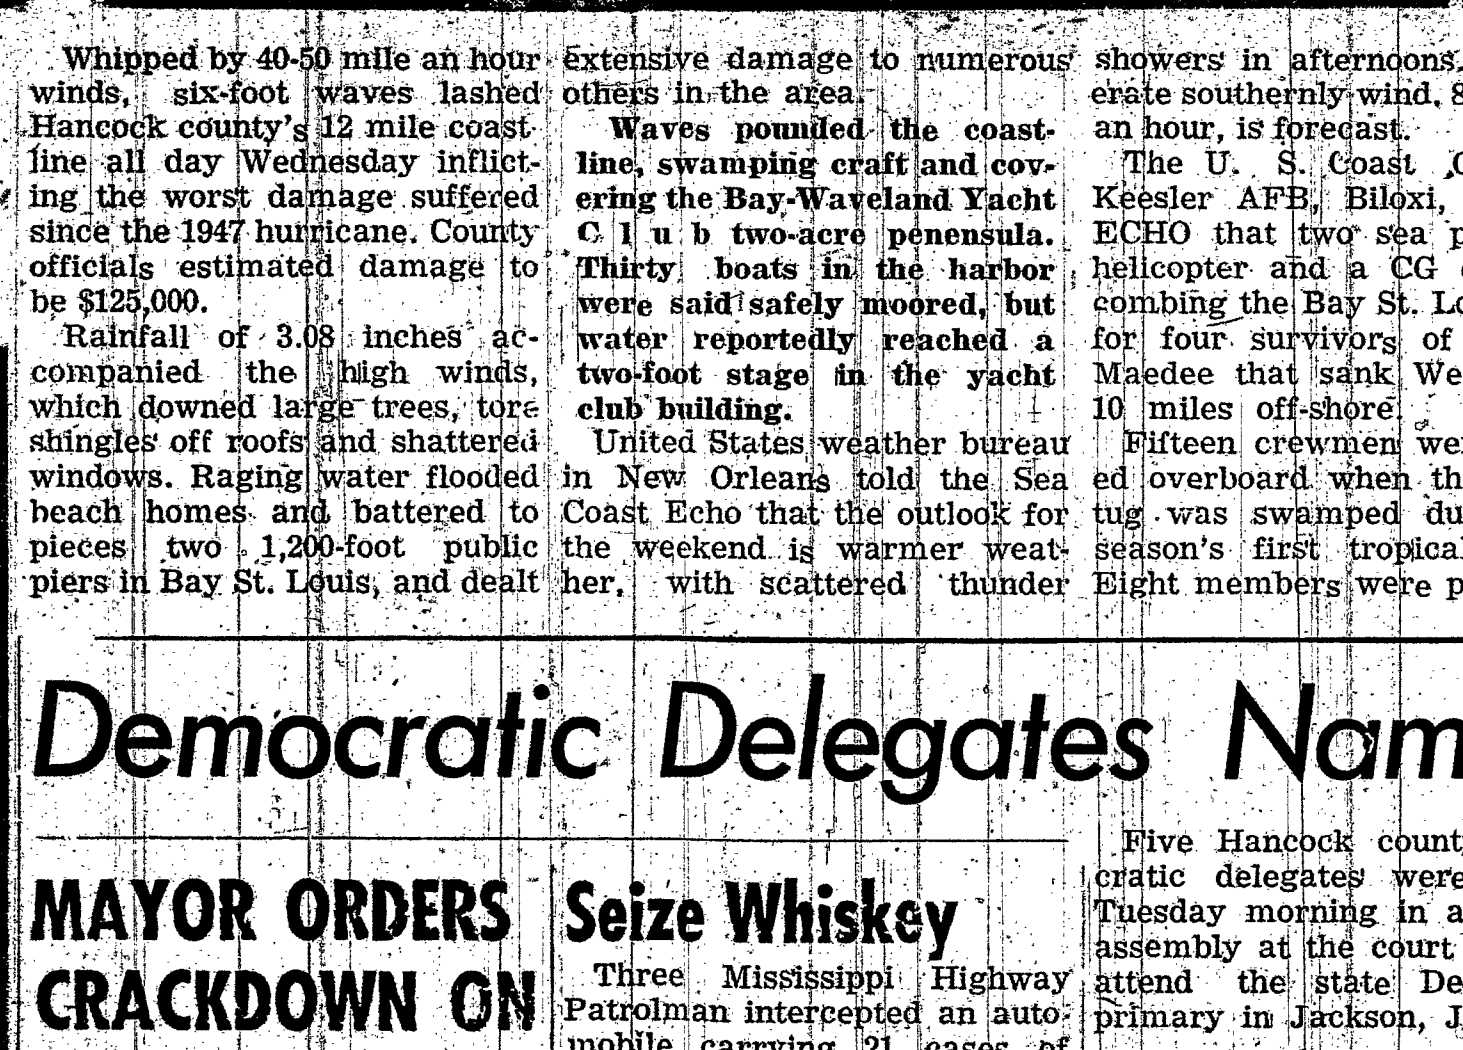 Whipped by 40-50 mile an hour
winds, six-foot waves lashed
Hancock county's 12 mile coast
line all day Wednesday inflict-
ing the worst damage suffered
since the 1947 hurricane. County
officials estimated damage to
be $125,000.
Rainfall of 3.08 inches ac-
companied the high winds,
which downed large trees, tore
shingles off roofs and shattered
windows. Raging water flooded
beach homes and battered to
pieces two 1,200-foot public
piers in Bay St. Louis, and dealt
extensive damage to numerous
others in the area.
Waves pounded the coast-
line, swamping craft and cov-
ering the Bay-Waveland Yacht
C l u b two-acre penensula.
Thirty boats in the harbor
were said safely moored, but
water reportedly reached a
two-foot stage in the yacht
club building.
United States weather bureau
in New Orleans told the Sea
Coast Echo that the outlook for
the weekend is warmer weat-
her, with scattered thunder
showers in afternoons.
erate southernly wind, 8
an hour, is forecast.
The U. S. Coast
Keesler AFB, Biloxi,
ECHO that two sea p
helicopter and a CG
combing the Bay St. Lo
for four survivors of
Maedee that sank We
10 miles off-shore.
Fifteen crewmen we
ed overboard when th
tug was swamped du
season's first tropical
Eight members were p
Democratic Delegates Nam
MAYOR ORDERS
CRACKDOWN ON
Seize Whiskey
Three Mississippi Highway
Patrolman intercepted an auto-
mobile carrying 21 cases of
Five Hancock count
cratic delegates were
Tuesday morning in a
assembly at the court
attend the state De
primary in Jackson, J